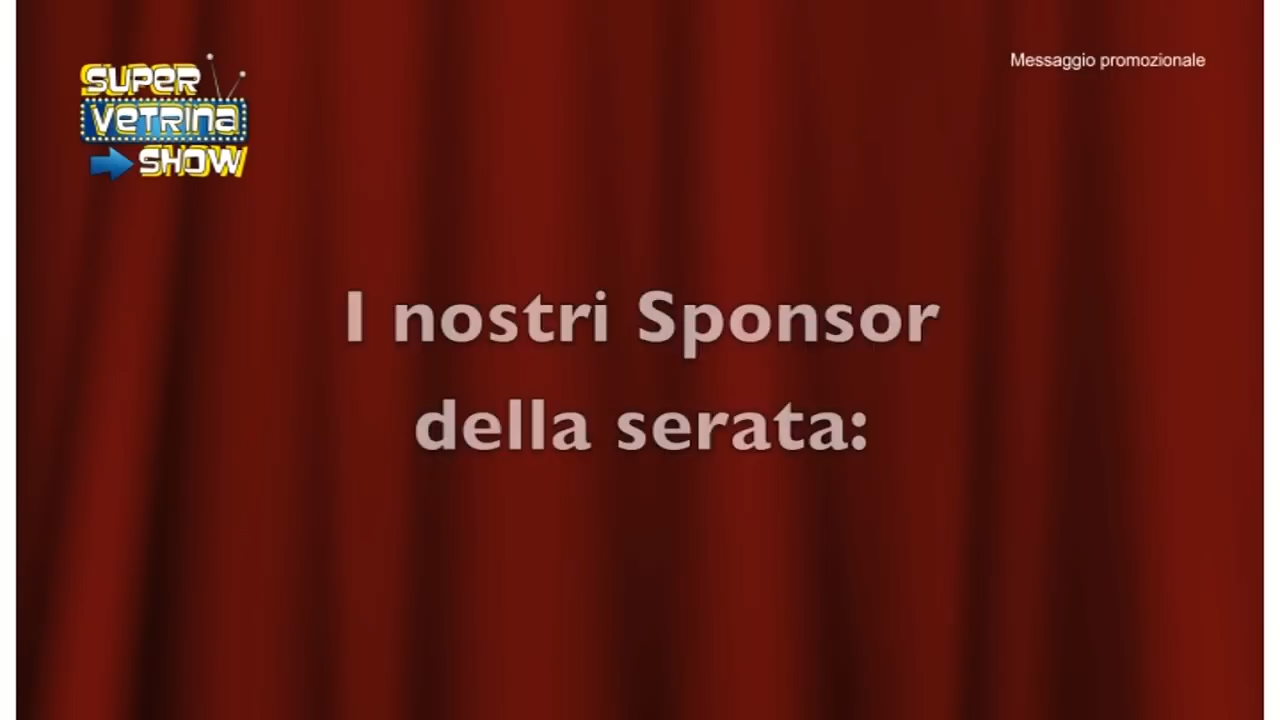 SUPER
VETRINA
SHOW
Messaggio promozionale
I nostri Sponsor
della serata: